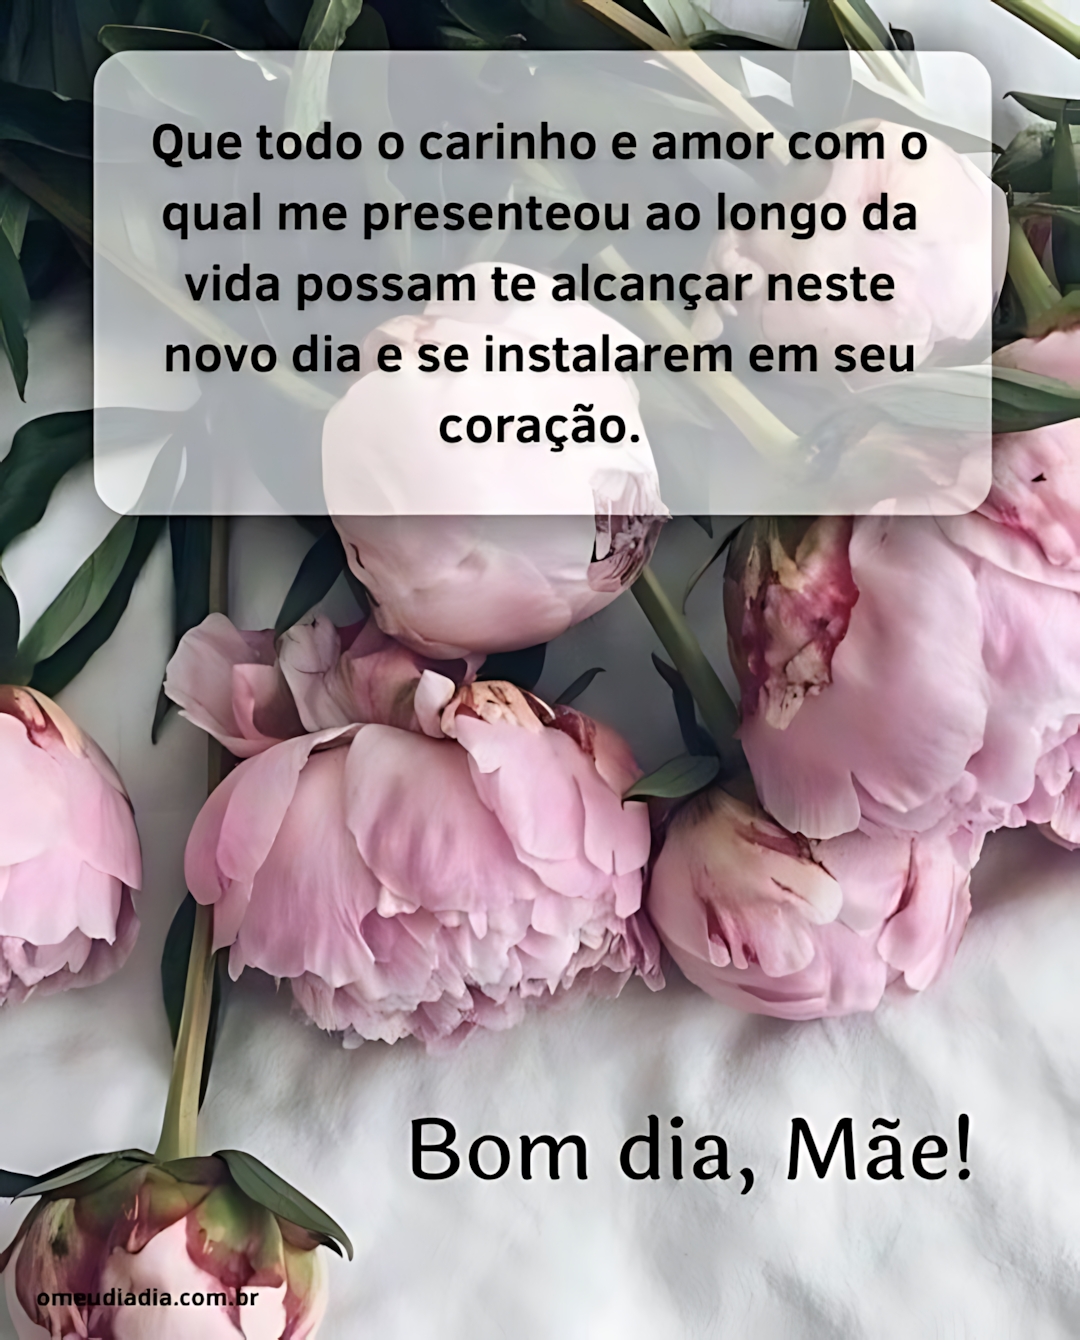 Que todo o carinho e amor com o
qual me presenteou ao longo da
vida possam te alcançar neste
novo dia e se instalarem em seu
coração.
Bom dia, Mãe!
omeudiadia.com.br